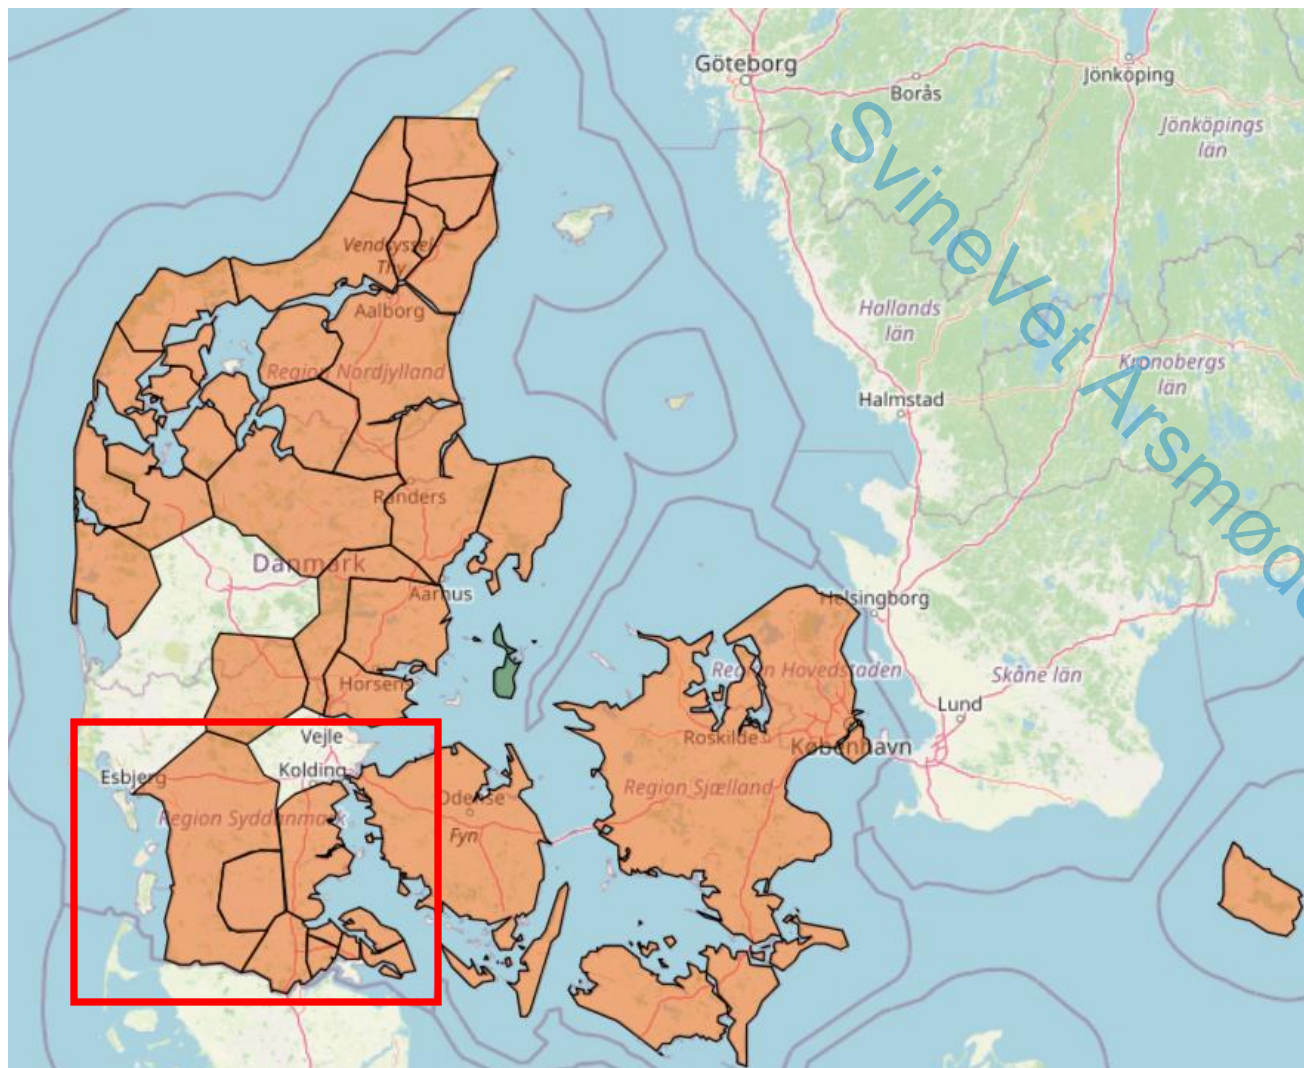 Göteborg
Borås
Jönköping
Jönköpings
län
SvineVet Årsmøde
Vendsyssel-
Thy
Aalborg
Hallands
län
Region Nordjylland
Kronobergs
län
Halmstad
Randers
Danmark
Aarhus
Helsingborg
Region Hovedstaden
Skåne län
Horsens
Lund
Vejle
Roskilde
København
Esbjerg
Kolding
Region Sjælland
Odense
Region Syddanmark
Fyn